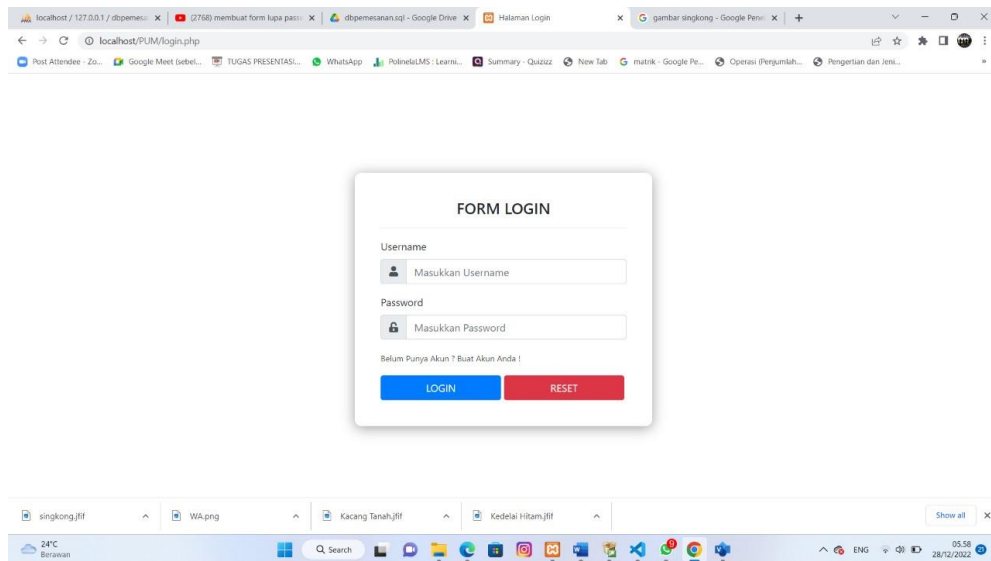 localhost / 127.0.0.1 / dbpemes
(2768) membuat form lupa pass
dbpemesanan.sql - Google Drive
Halaman Login
gambar singkong - Google Pene
localhost/PUM/login.php
Post Attendee - Zo...
Google Meet (sebel...
TUGAS PRESENTASI...
WhatsApp
PolinelaLMS : Learni...
Summary - Quizizz
New Tab
matrik - Google Pe...
Operasi (Penjumlah...
Pengertian dan Jeni...
»
FORM LOGIN
Username
Masukkan Username
Password
Masukkan Password
Belum Punya Akun ? Buat Akun Anda !
LOGIN RESET
singkong.jfif
WA.png
Kacang Tanah.jfif
Kedelai Hitam.jfif
Show all
24°C
Berawan
Search
9
ENG
05.58
28/12/2022